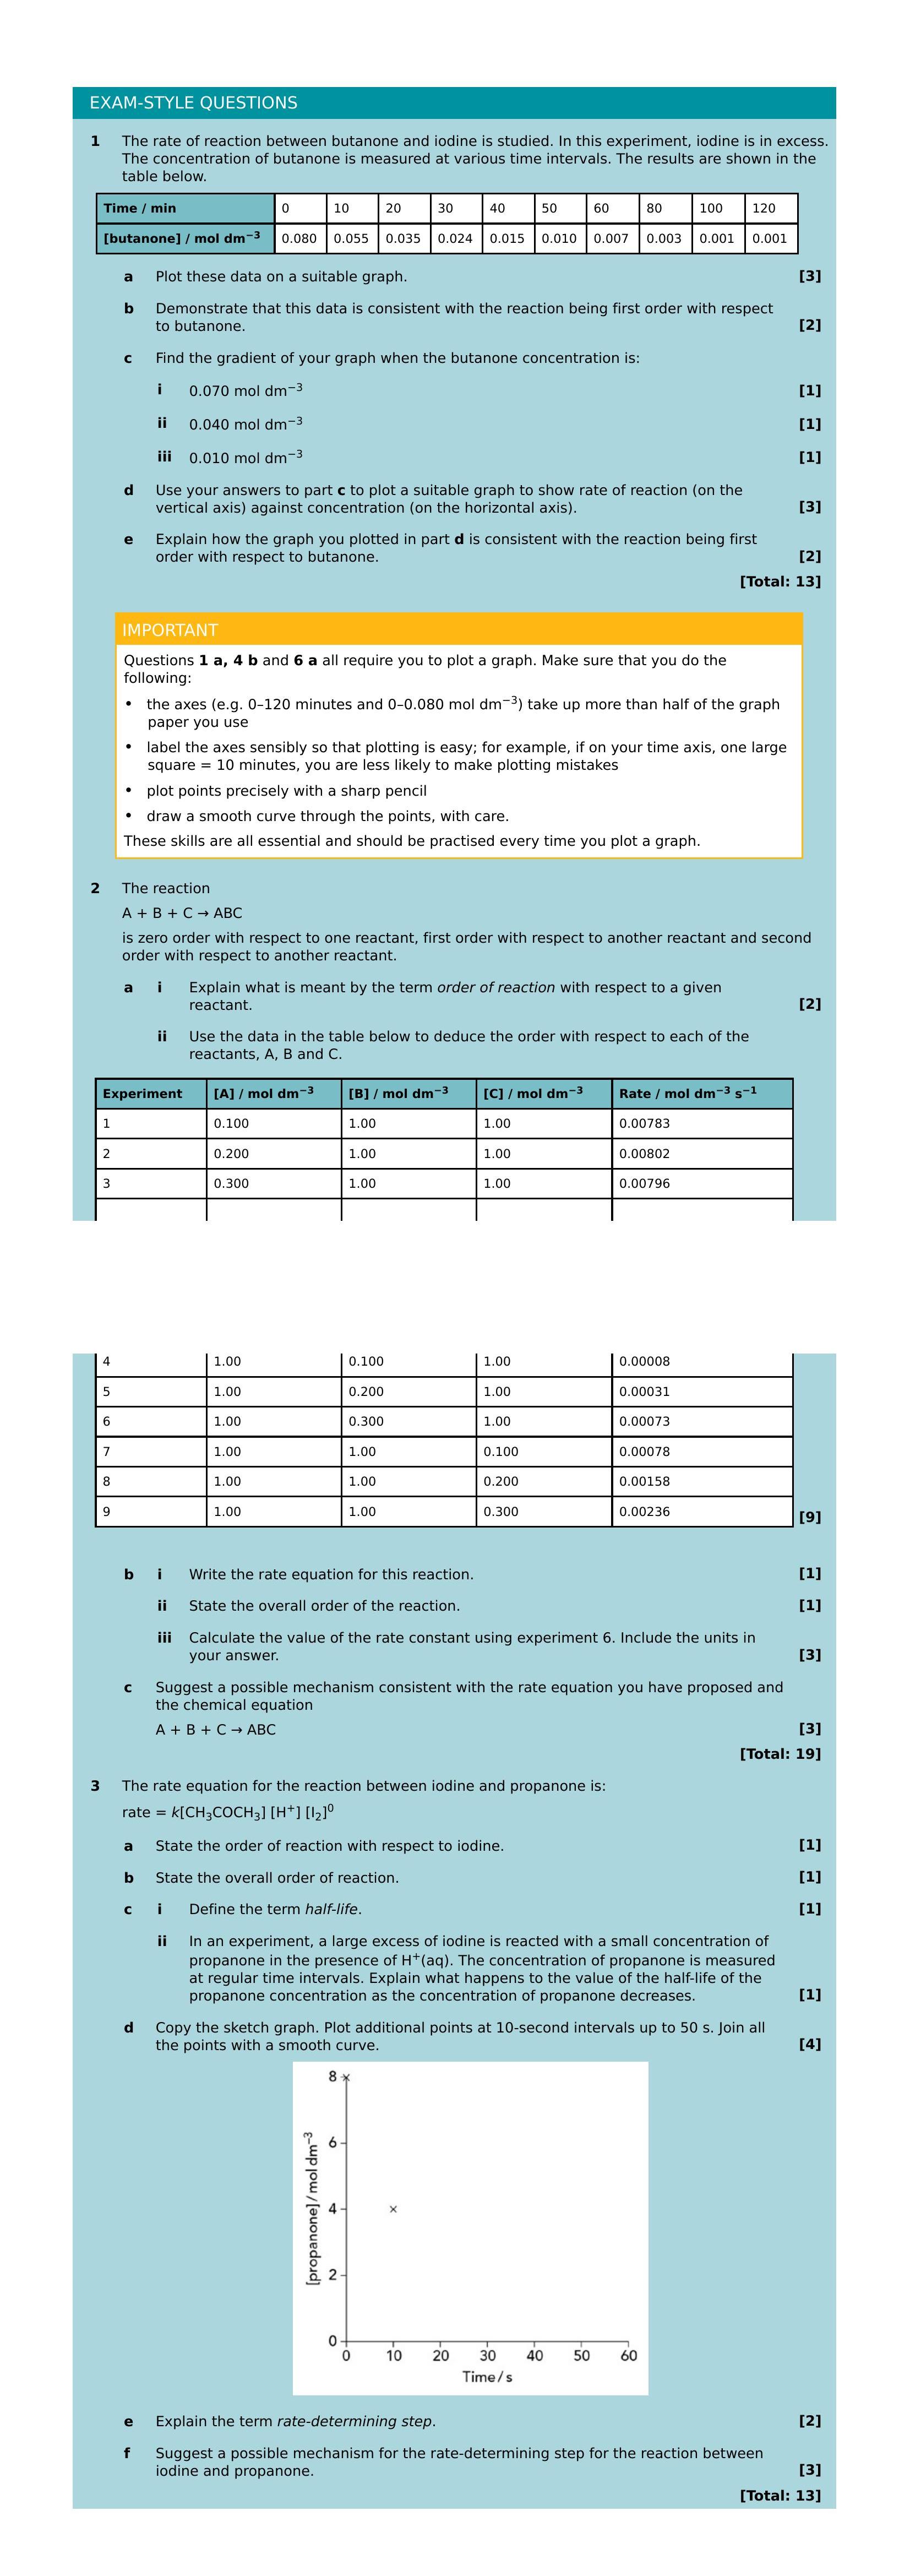 EXAM-STYLE QUESTIONS
1 The rate of reaction between butanone and iodine is studied. In this experiment, iodine is in excess.
The concentration of butanone is measured at various time intervals. The results are shown in the
table below.
Time / min 0 10 20 30 40 50 60 80 100 120
[butanone] / mol dm⁻³ 0.080 0.055 0.035 0.024 0.015 0.010 0.007 0.003 0.001 0.001
a Plot these data on a suitable graph. [3]
b Demonstrate that this data is consistent with the reaction being first order with respect
to butanone. [2]
c Find the gradient of your graph when the butanone concentration is:
i 0.070 mol dm⁻³ [1]
ii 0.040 mol dm⁻³ [1]
iii 0.010 mol dm⁻³ [1]
d Use your answers to part c to plot a suitable graph to show rate of reaction (on the
vertical axis) against concentration (on the horizontal axis). [3]
e Explain how the graph you plotted in part d is consistent with the reaction being first
order with respect to butanone. [2]
[Total: 13]
IMPORTANT
Questions 1 a, 4 b and 6 a all require you to plot a graph. Make sure that you do the
following:
• the axes (e.g. 0–120 minutes and 0–0.080 mol dm⁻³) take up more than half of the graph
paper you use
• label the axes sensibly so that plotting is easy; for example, if on your time axis, one large
square = 10 minutes, you are less likely to make plotting mistakes
• plot points precisely with a sharp pencil
• draw a smooth curve through the points, with care.
These skills are all essential and should be practised every time you plot a graph.
2 The reaction
A + B + C → ABC
is zero order with respect to one reactant, first order with respect to another reactant and second
order with respect to another reactant.
a i Explain what is meant by the term order of reaction with respect to a given
reactant. [2]
ii Use the data in the table below to deduce the order with respect to each of the
reactants, A, B and C.
Experiment [A] / mol dm⁻³ [B] / mol dm⁻³ [C] / mol dm⁻³ Rate / mol dm⁻³ s⁻¹
1 0.100 1.00 1.00 0.00783
2 0.200 1.00 1.00 0.00802
3 0.300 1.00 1.00 0.00796
4 1.00 0.100 1.00 0.00008
5 1.00 0.200 1.00 0.00031
6 1.00 0.300 1.00 0.00073
7 1.00 1.00 0.100 0.00078
8 1.00 1.00 0.200 0.00158
9 1.00 1.00 0.300 0.00236 [9]
b i Write the rate equation for this reaction. [1]
ii State the overall order of the reaction. [1]
iii Calculate the value of the rate constant using experiment 6. Include the units in
your answer. [3]
c Suggest a possible mechanism consistent with the rate equation you have proposed and
the chemical equation
A + B + C → ABC [3]
[Total: 19]
3 The rate equation for the reaction between iodine and propanone is:
rate = k[CH₃COCH₃] [H⁺] [I₂]⁰
a State the order of reaction with respect to iodine. [1]
b State the overall order of reaction. [1]
c i Define the term half-life. [1]
ii In an experiment, a large excess of iodine is reacted with a small concentration of
propanone in the presence of H⁺(aq). The concentration of propanone is measured
at regular time intervals. Explain what happens to the value of the half-life of the
propanone concentration as the concentration of propanone decreases. [1]
d Copy the sketch graph. Plot additional points at 10-second intervals up to 50 s. Join all
the points with a smooth curve. [4]
[propanone] / mol dm⁻³
8
6
4
2
0
0 10 20 30 40 50 60
Time / s
e Explain the term rate-determining step. [2]
f Suggest a possible mechanism for the rate-determining step for the reaction between
iodine and propanone. [3]
[Total: 13]